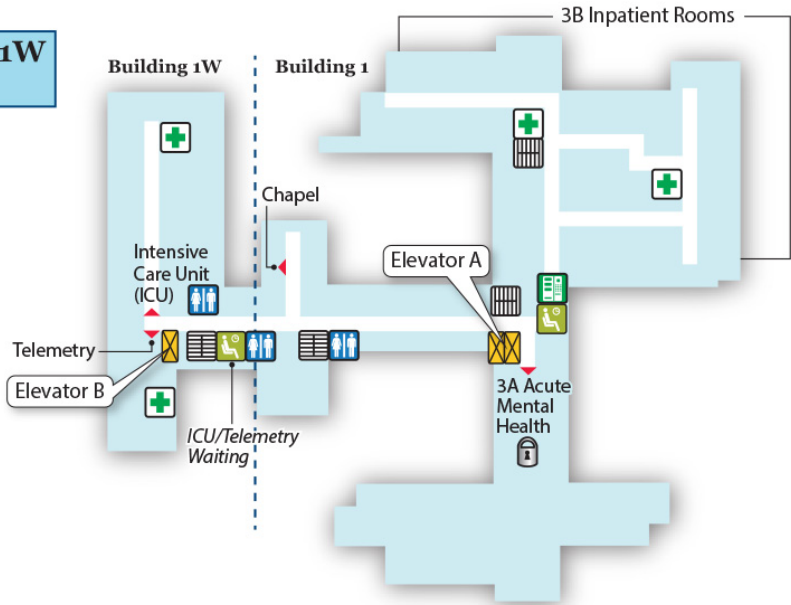 3B Inpatient Rooms
1W
Building 1W
Building 1
Chapel
Intensive
Care Unit
(ICU)
Elevator A
Telemetry
Elevator B
3A Acute
Mental
Health
ICU/Telemetry
Waiting